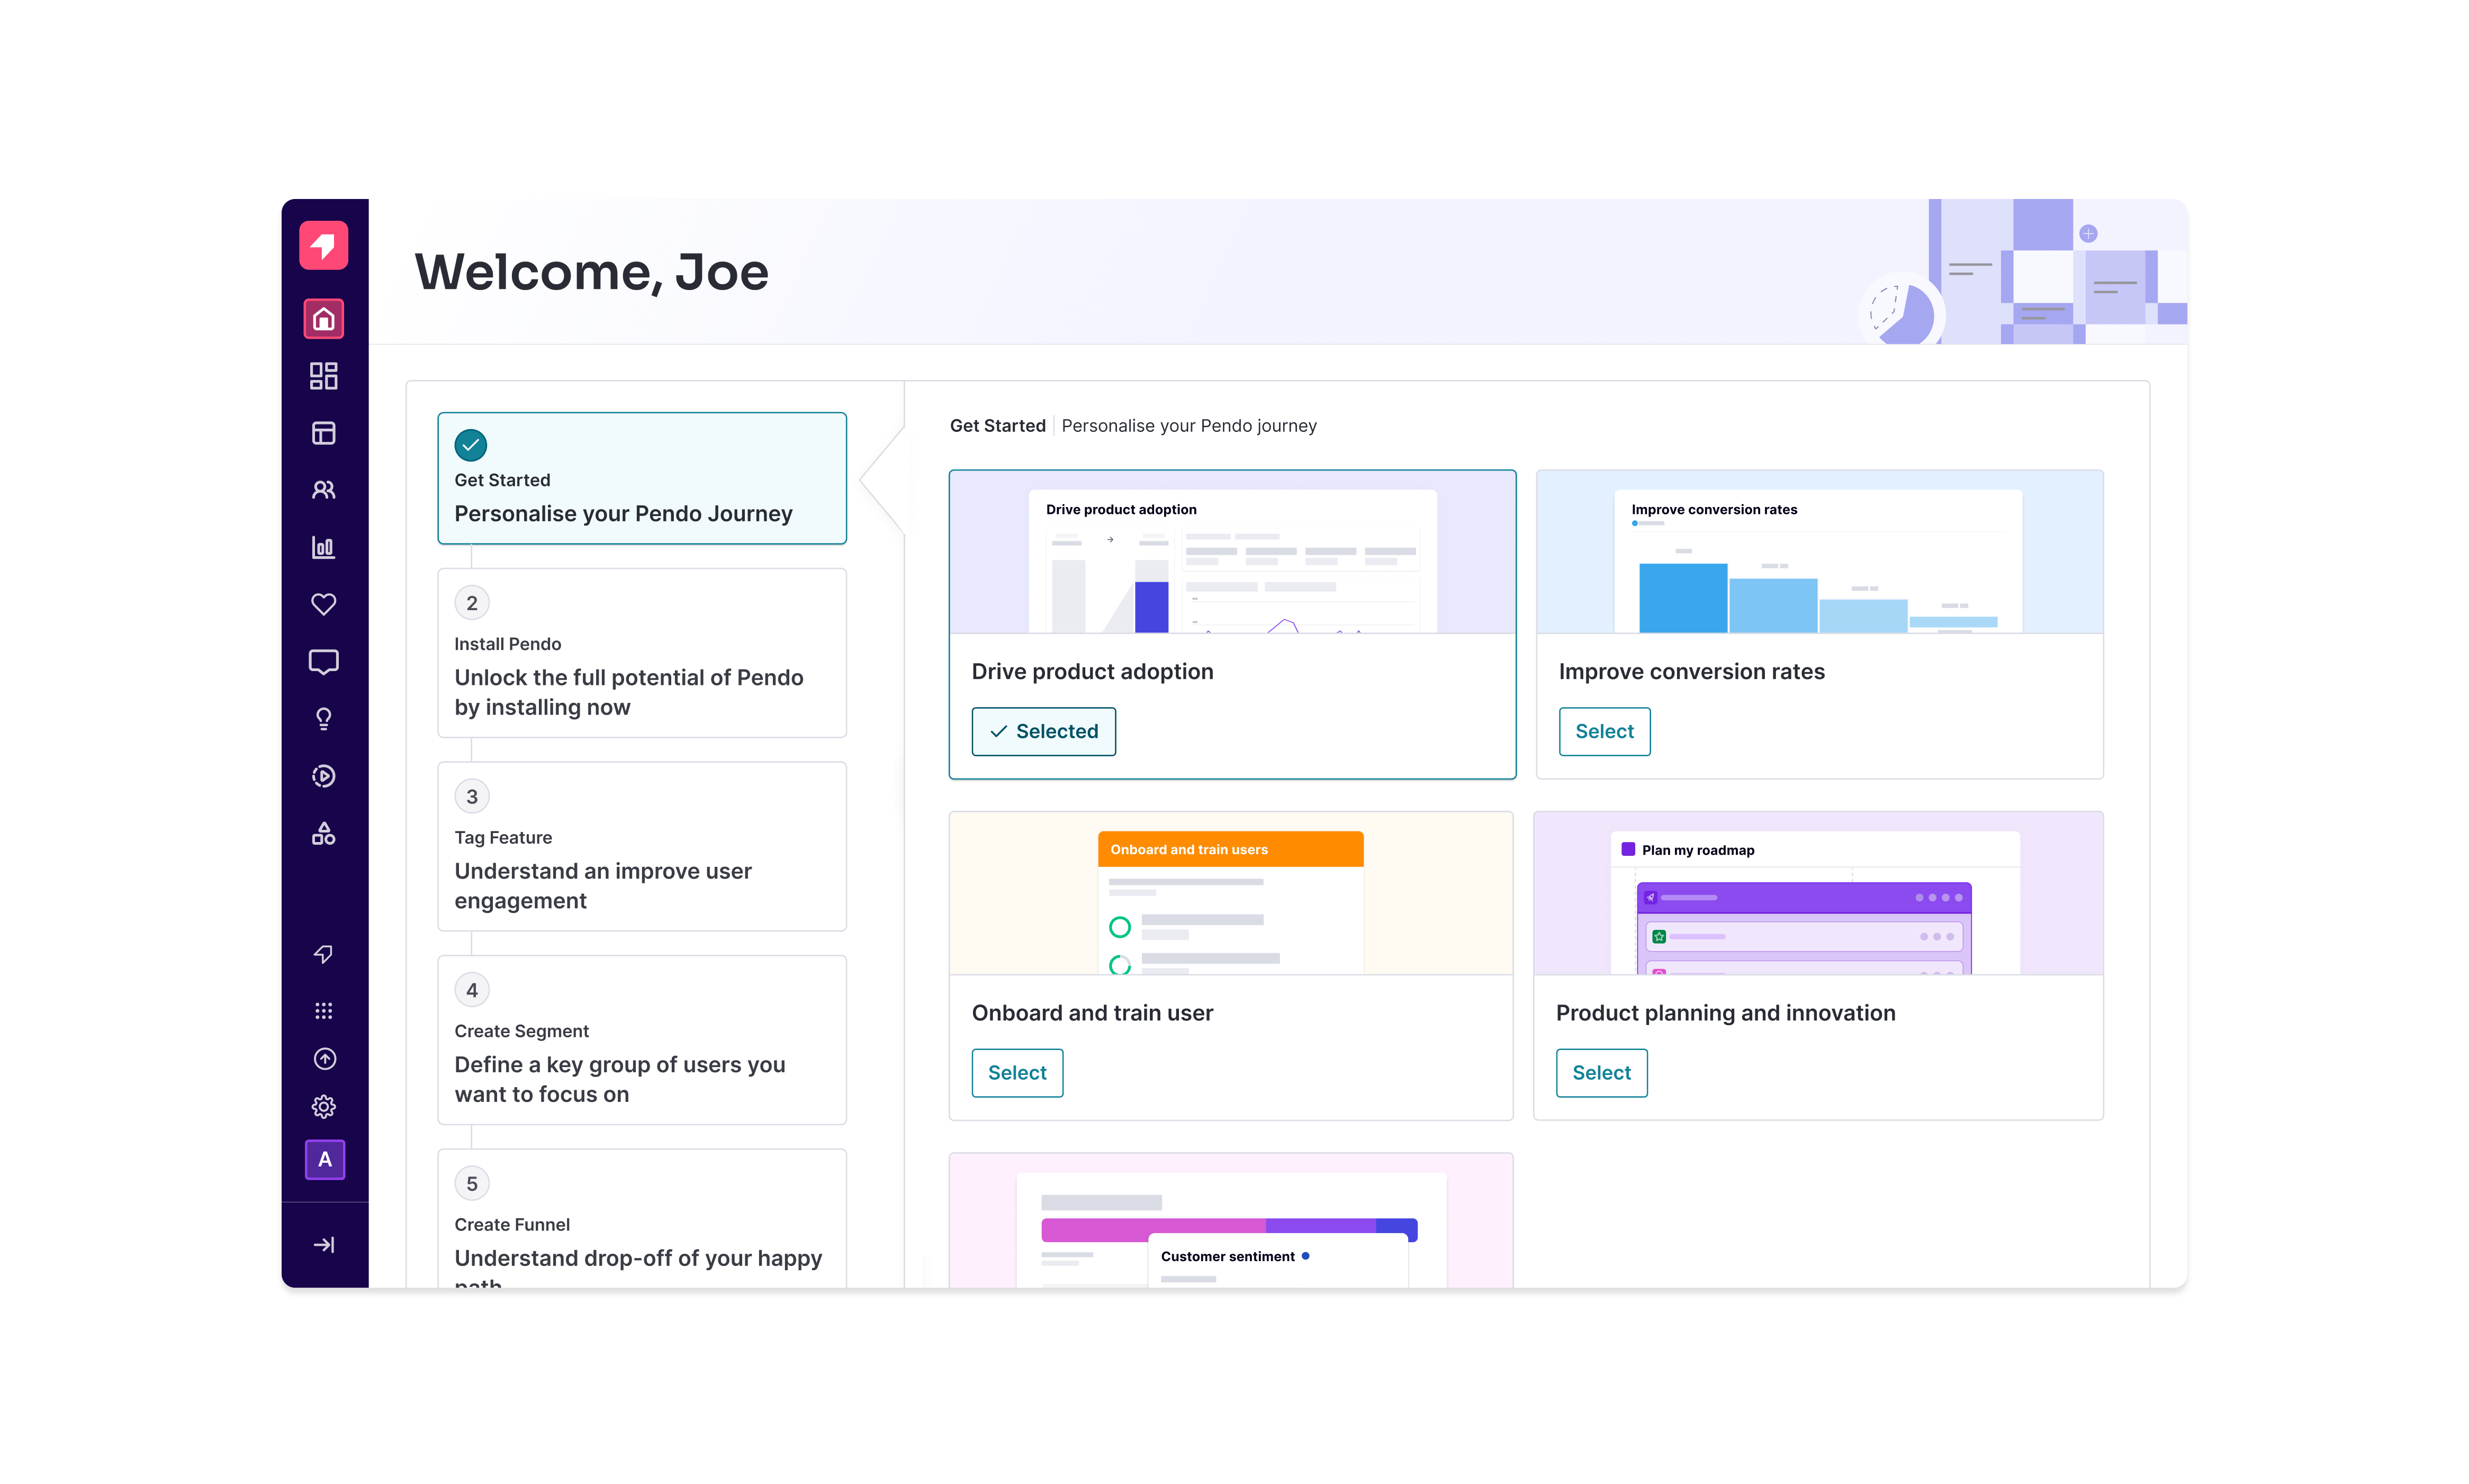 Welcome, Joe
Get Started
Personalise your Pendo Journey
2
Install Pendo
Unlock the full potential of Pendo
by installing now
3
Tag Feature
Understand an improve user
engagement
4
Create Segment
Define a key group of users you
want to focus on
5
Create Funnel
Understand drop-off of your happy
path
A
Get Started | Personalise your Pendo journey
Drive product adoption
Drive product adoption
Selected
Improve conversion rates
Improve conversion rates
Select
Onboard and train users
Onboard and train user
Select
Plan my roadmap
Product planning and innovation
Select
Customer sentiment